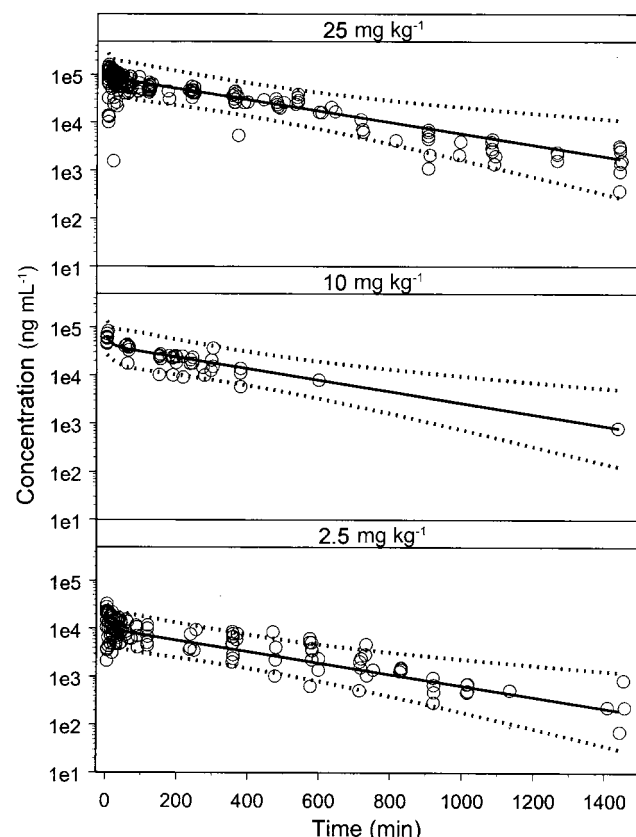 25 mg kg⁻¹
1e5
1e4
1e3
1e2
1e1
10 mg kg⁻¹
1e5
1e4
1e3
1e2
1e1
2.5 mg kg⁻¹
1e5
1e4
1e3
1e2
1e1
Concentration (ng mL⁻¹)
0 200 400 600 800 1000 1200 1400
Time (min)